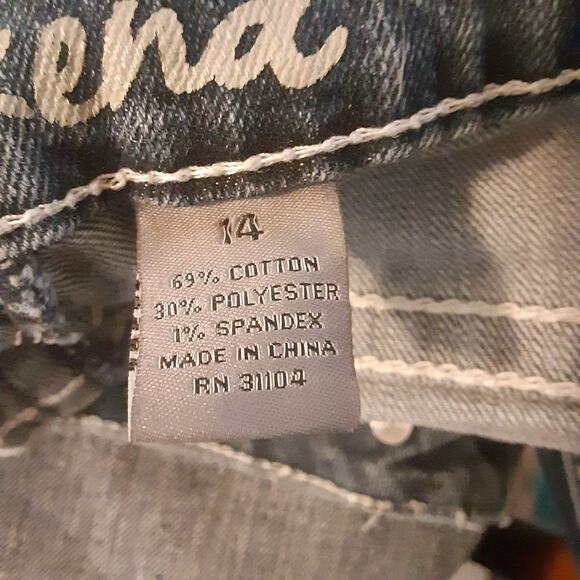 14
69% COTTON
30% POLYESTER
1% SPANDEX
MADE IN CHINA
RN 31104